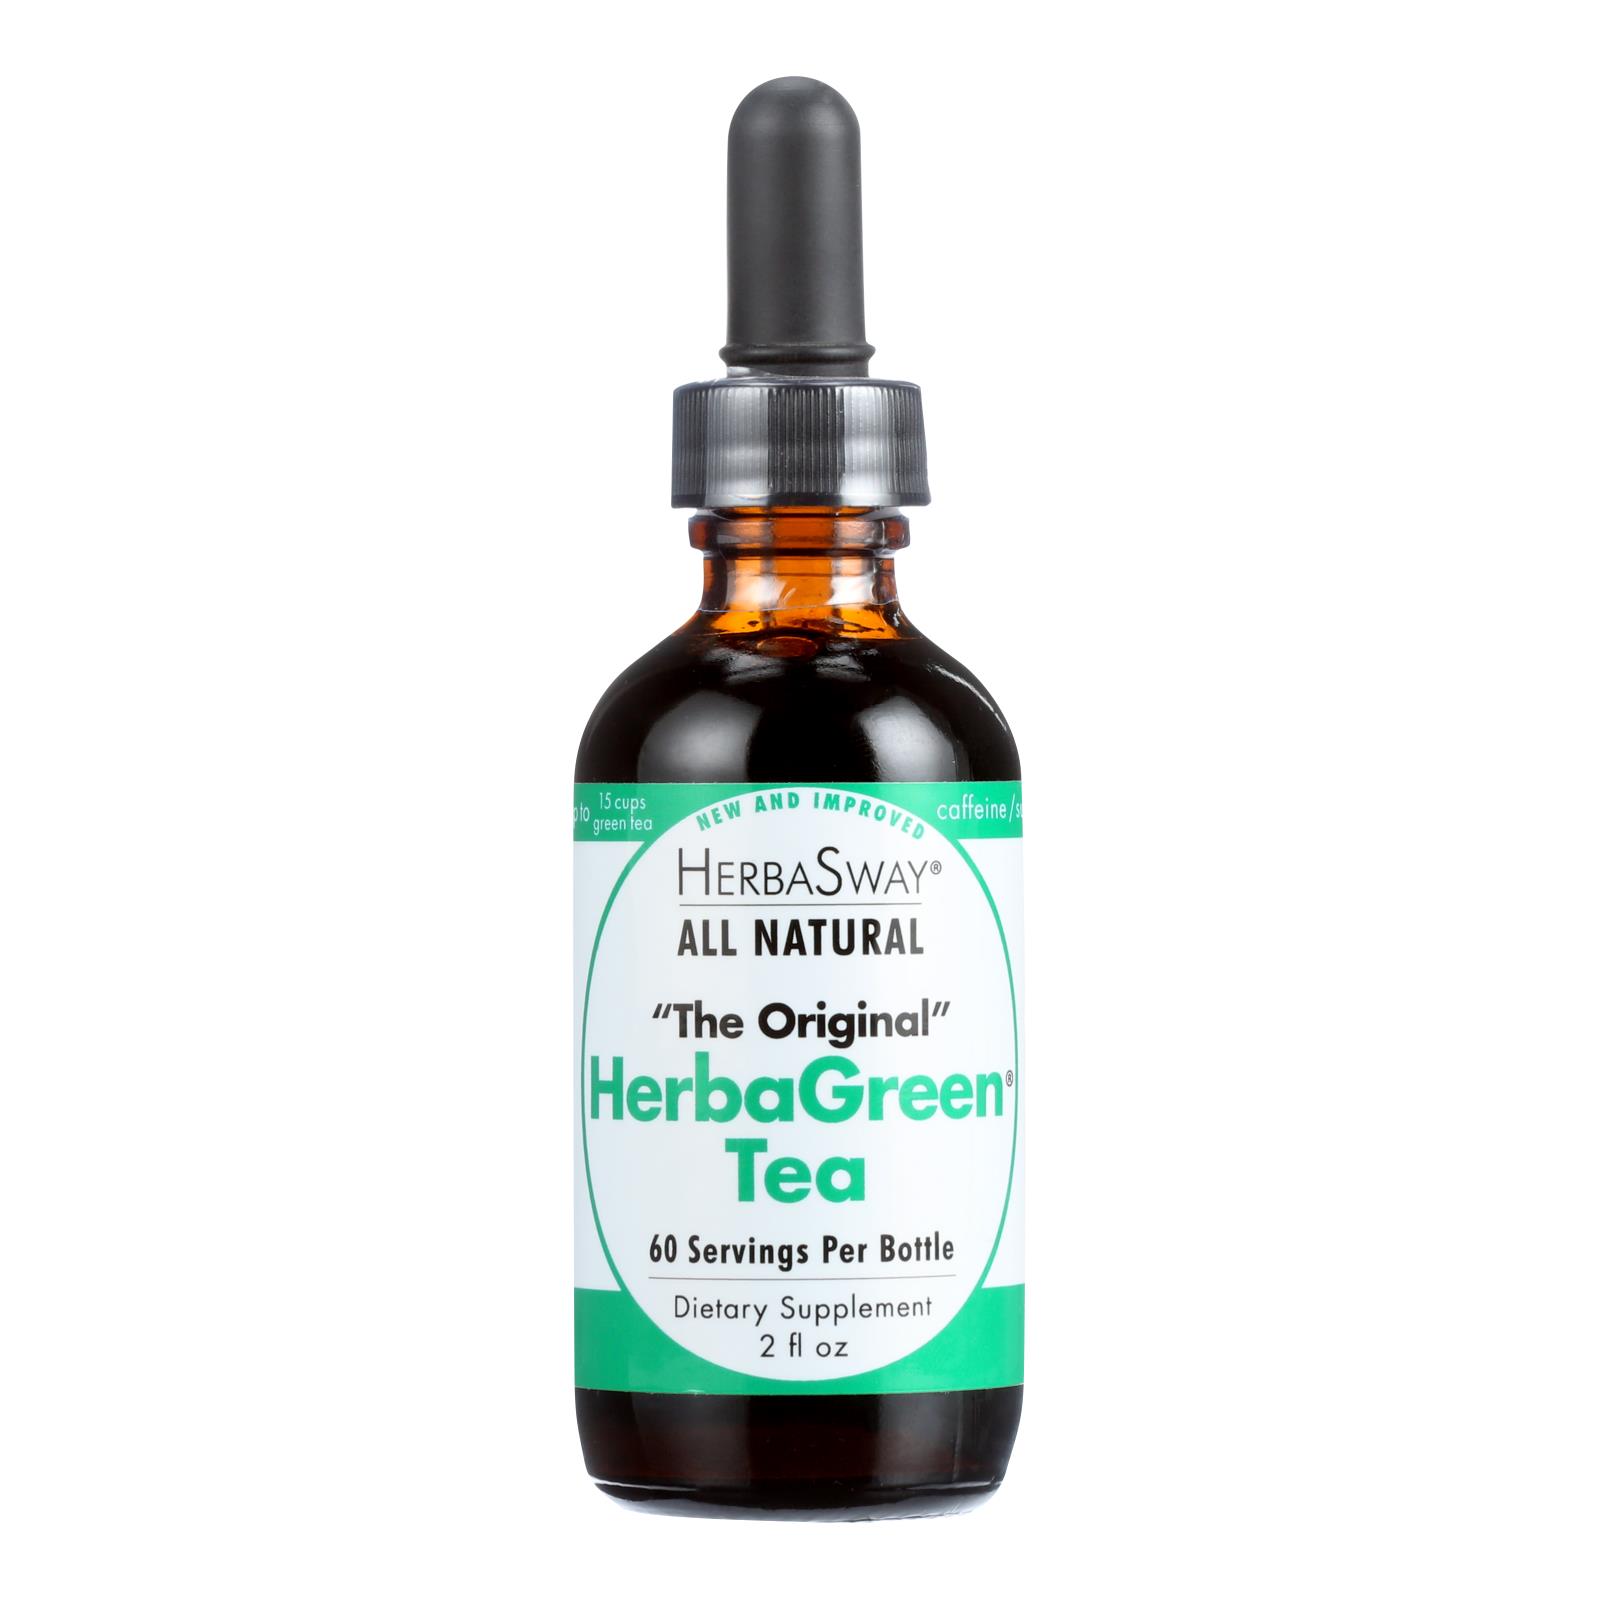 to 15 cups
green tea
NEW AND IMPROVED
caffeine/
HERBASWAY®
ALL NATURAL
“The Original”
HerbaGreen®
Tea
60 Servings Per Bottle
Dietary Supplement
2 fl oz